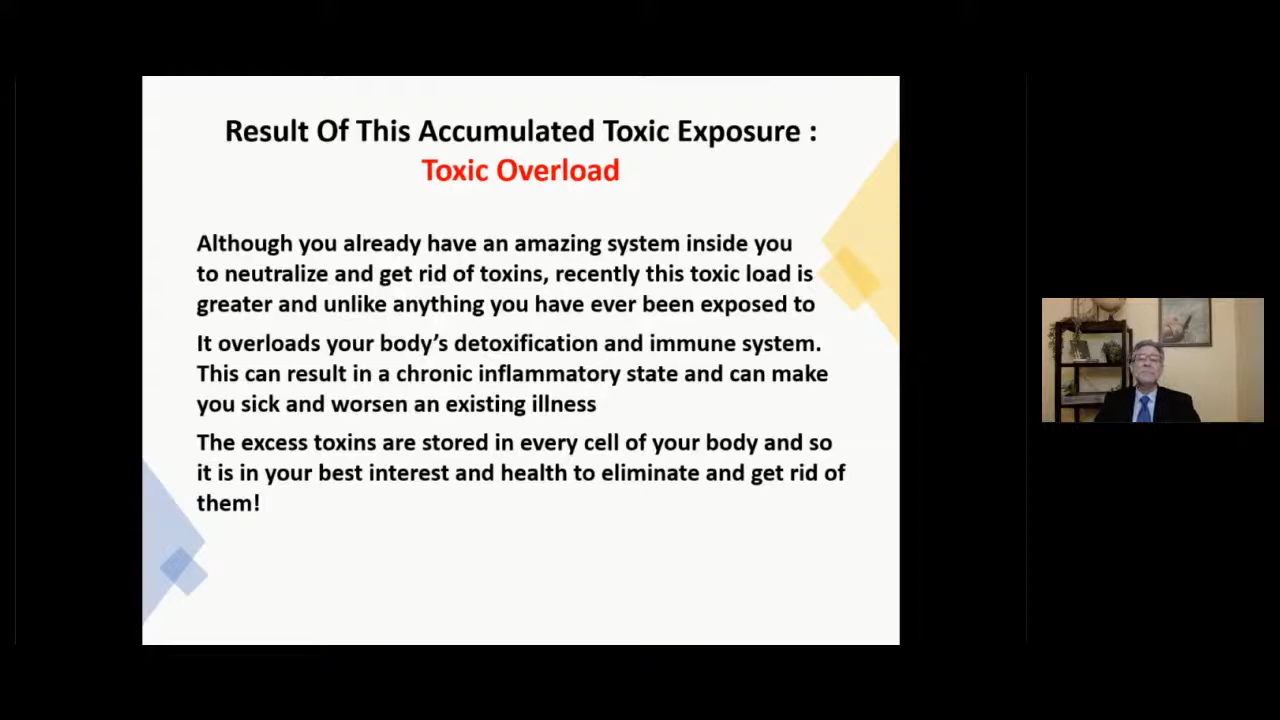 Result Of This Accumulated Toxic Exposure :
Toxic Overload
Although you already have an amazing system inside you
to neutralize and get rid of toxins, recently this toxic load is
greater and unlike anything you have ever been exposed to
It overloads your body’s detoxification and immune system.
This can result in a chronic inflammatory state and can make
you sick and worsen an existing illness
The excess toxins are stored in every cell of your body and so
it is in your best interest and health to eliminate and get rid of
them!